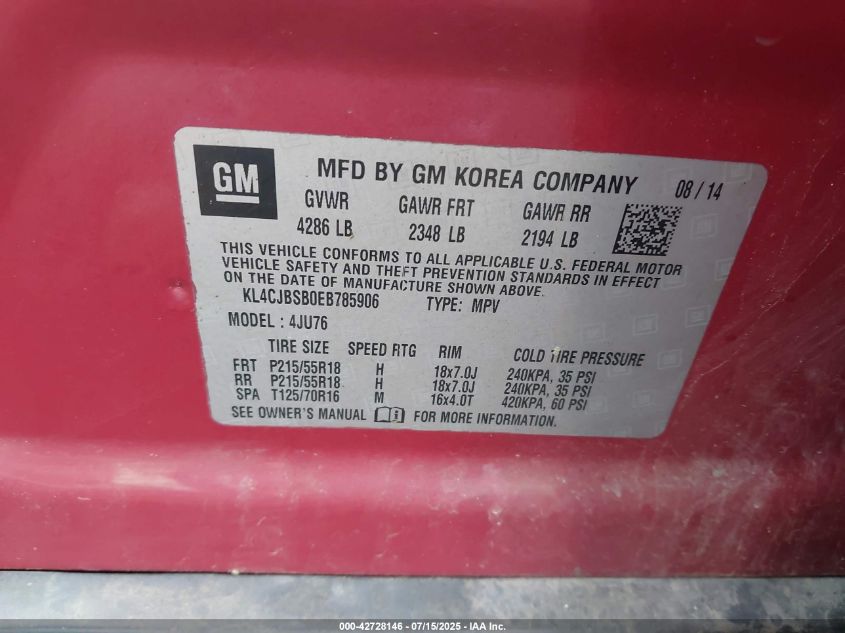 GM
MFD BY GM KOREA COMPANY 08 / 14
GVWR GAWR FRT GAWR RR
4286 LB 2348 LB 2194 LB
THIS VEHICLE CONFORMS TO ALL APPLICABLE U.S. FEDERAL MOTOR
VEHICLE SAFETY AND THEFT PREVENTION STANDARDS IN EFFECT
ON THE DATE OF MANUFACTURE SHOWN ABOVE.
KL4CJBSB0EB785906 TYPE: MPV
MODEL : 4JU76
TIRE SIZE SPEED RTG RIM COLD TIRE PRESSURE
FRT P215/55R18 H 18x7.0J 240KPA, 35 PSI
RR P215/55R18 H 18x7.0J 240KPA, 35 PSI
SPA T125/70R16 M 16x4.0T 420KPA, 60 PSI
SEE OWNER'S MANUAL FOR MORE INFORMATION.
000-42728146 - 07/15/2025 - IAA Inc.